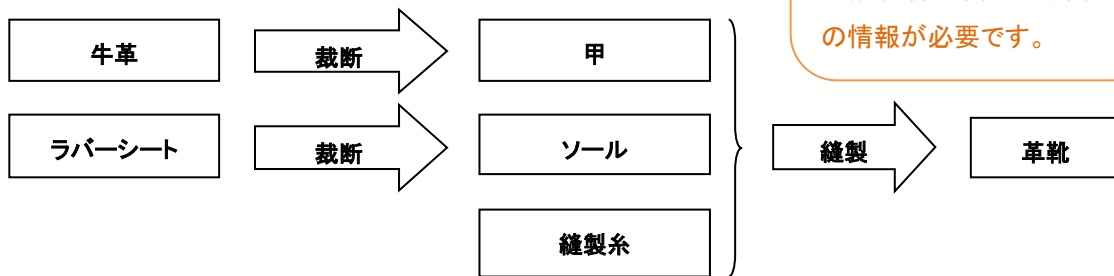 の情報が必要です。
牛革
裁断
甲
ラバーシート
裁断
ソール
縫製
革靴
縫製糸